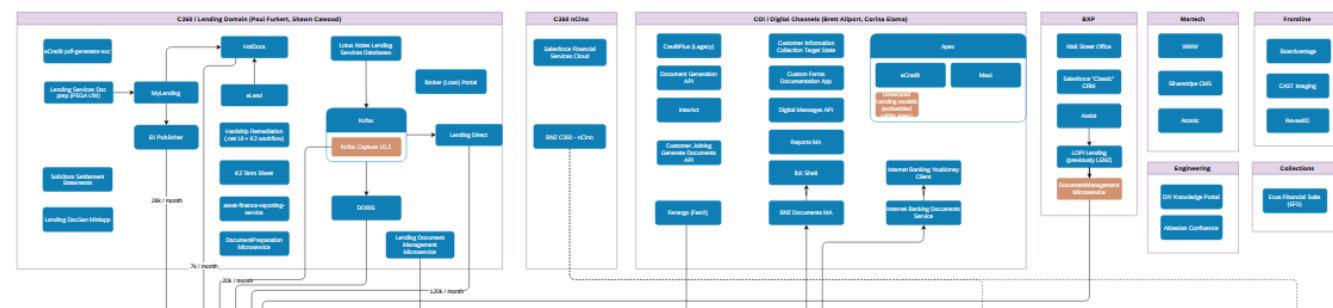 C360 / Lending Domain (Paul Furkert, Shawn Cawood)
eCredit pdf-generator-svc
HotDocs
Lotus Notes Lending
Services Databases
Broker (Loan) Portal
Lending Services Doc
prep (PEGA UW)
MyLending
eLend
Kofax
Kofax Capture 10.2
Lending Direct
BI Publisher
Hardship Remediation
(.net UI + K2 workflow)
Solicitors Settlement
Statements
K2 Term Sheet
28k / month
asset-finance-reporting-
service
DORIS
Lending DocGen Miniapp
DocumentPreparation
Microservice
Lending Document
Management
Microservice
7k / month
20k / month
120k / month
C360 nCino
Salesforce Financial
Services Cloud
BNZ C360 - nCino
COI / Digital Channels (Brett Allport, Corina Elama)
CreditPlus (Legacy)
Customer Information
Collection Target State
Apex
eCredit
Maui
Unsecured
Lending models
(embedded
Document Generation
API
Custom Forms
Documentation App
InterAct
Digital Messages API
Customer Joining
Generate Documents
API
Reports MA
BX Shell
Internet Banking YouMoney
Client
Fenergo (FenX)
BNZ Documents MA
Internet Banking Documents
Service
BXP
Wall Street Office
Salesforce "Classic"
CRM
Assist
LOPI Lending
(previously LENZ)
DocumentManagement
Microservice
Martech
WWW
Silverstripe CMS
Atomic
Engineering
DIY Knowledge Portal
Atlassian Confluence
Frontline
Boardvantage
CAST Imaging
RevealID
Collections
Exus Financial Suite
(EFS)